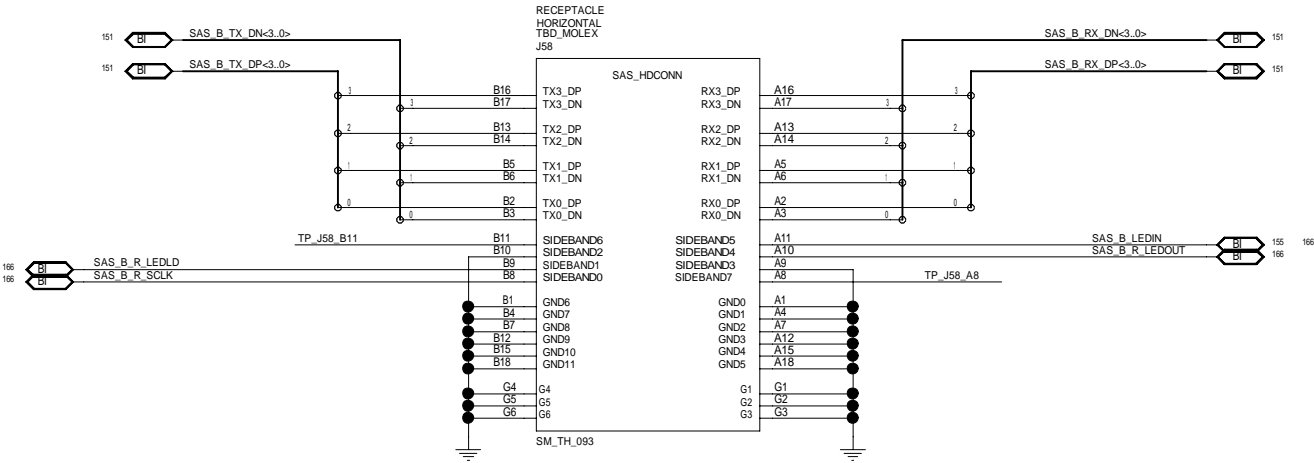 RECEPTACLE
HORIZONTAL
TBD_MOLEX
J58
151 BI SAS_B_TX_DN<3..0> SAS_B_RX_DN<3..0> BI 151
151 BI SAS_B_TX_DP<3..0> SAS_B_RX_DP<3..0> BI 151
SAS_HDCONN
3 B16 TX3_DP RX3_DP A16 3
3 B17 TX3_DN RX3_DN A17 3
2 B13 TX2_DP RX2_DP A13 2
2 B14 TX2_DN RX2_DN A14 2
1 B5 TX1_DP RX1_DP A5 1
1 B6 TX1_DN RX1_DN A6 1
0 B2 TX0_DP RX0_DP A2 0
0 B3 TX0_DN RX0_DN A3 0
TP_J58_B11 B11 SIDEBAND6 SIDEBAND5 A11 SAS_B_LEDIN BI 155 166
B10 SIDEBAND2 SIDEBAND4 A10 SAS_B_R_LEDOUT BI 166
166 BI SAS_B_R_LEDLD B9 SIDEBAND1 SIDEBAND3 A9
166 BI SAS_B_R_SCLK B8 SIDEBAND0 SIDEBAND7 A8 TP_J58_A8
B1 GND6 GND0 A1
B4 GND7 GND1 A4
B7 GND8 GND2 A7
B12 GND9 GND3 A12
B15 GND10 GND4 A15
B18 GND11 GND5 A18
G4 G4 G1 G1
G5 G5 G2 G2
G6 G6 G3 G3
SM_TH_093